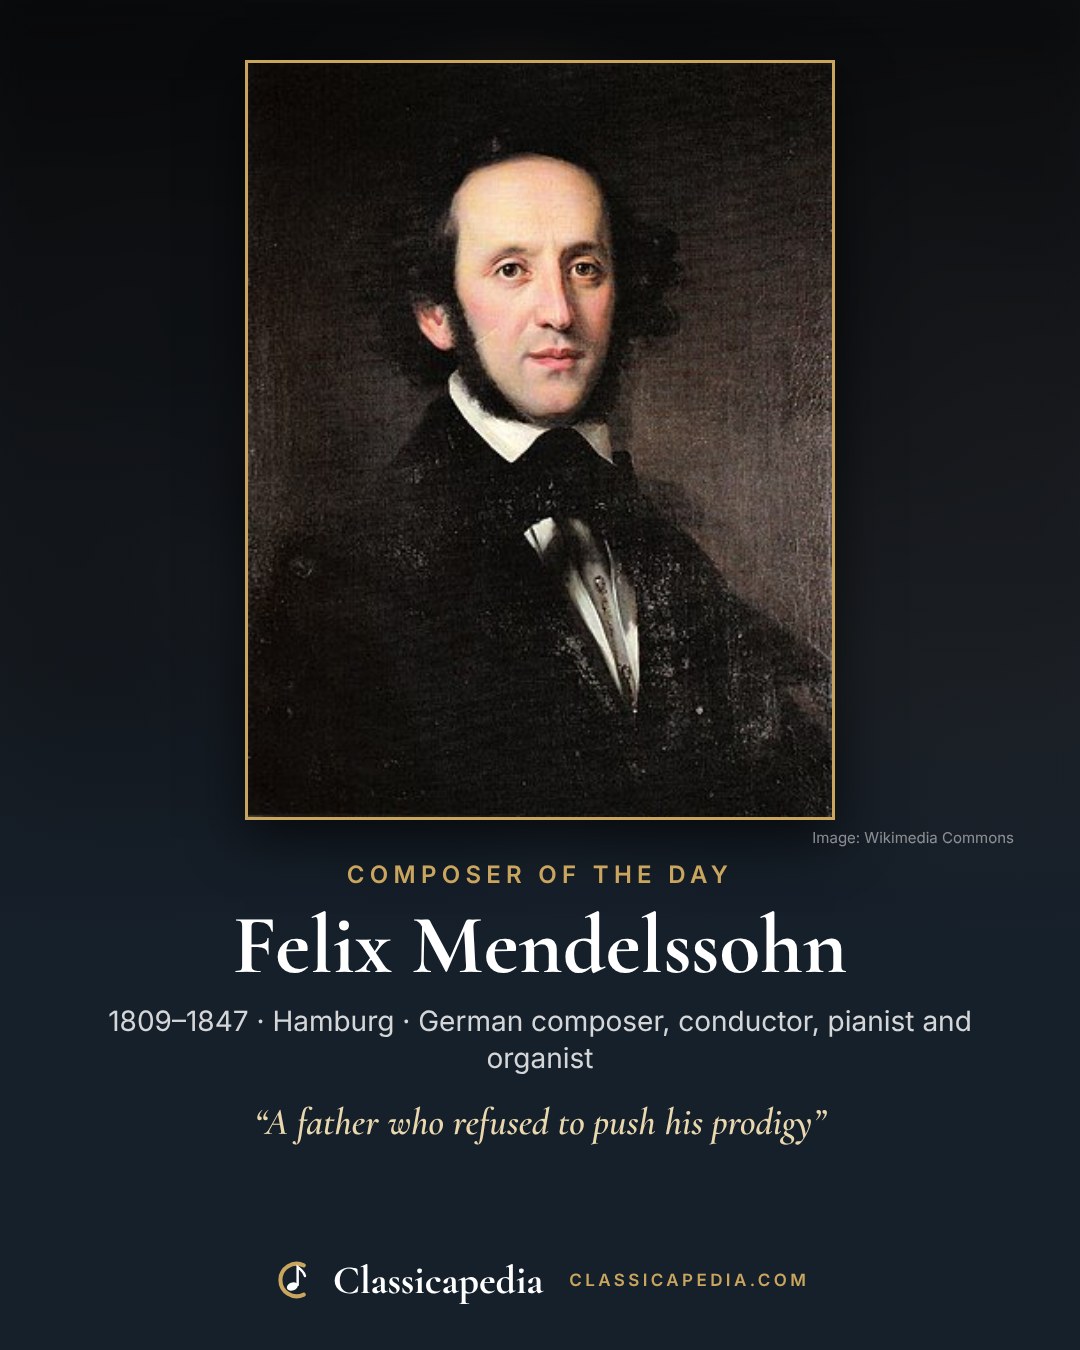 Image: Wikimedia Commons
COMPOSER OF THE DAY
Felix Mendelssohn
1809–1847 · Hamburg · German composer, conductor, pianist and
organist
“A father who refused to push his prodigy”
Classicapedia CLASSICAPEDIA.COM